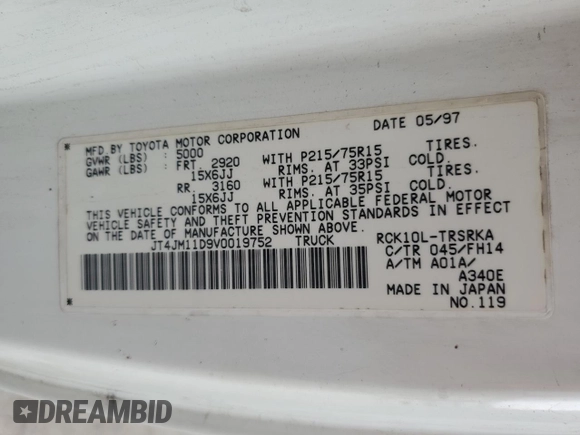 MFD. BY TOYOTA MOTOR CORPORATION DATE 05/97
GVWR (LBS) : 5000
GAWR (LBS) : FRT. 2920 WITH P215/75R15 TIRES.
15X6JJ RIMS. AT 33PSI COLD.
RR. 3160 WITH P215/75R15 TIRES.
15X6JJ RIMS. AT 35PSI COLD.
THIS VEHICLE CONFORMS TO ALL APPLICABLE FEDERAL MOTOR
VEHICLE SAFETY AND THEFT PREVENTION STANDARDS IN EFFECT
ON THE DATE OF MANUFACTURE SHOWN ABOVE.
JT4JM11D9V0019752 TRUCK RCK10L-TRSRKA
C/TR 045/FH14
A/TM A01A/
A340E
MADE IN JAPAN
NO.119
DREAMBID